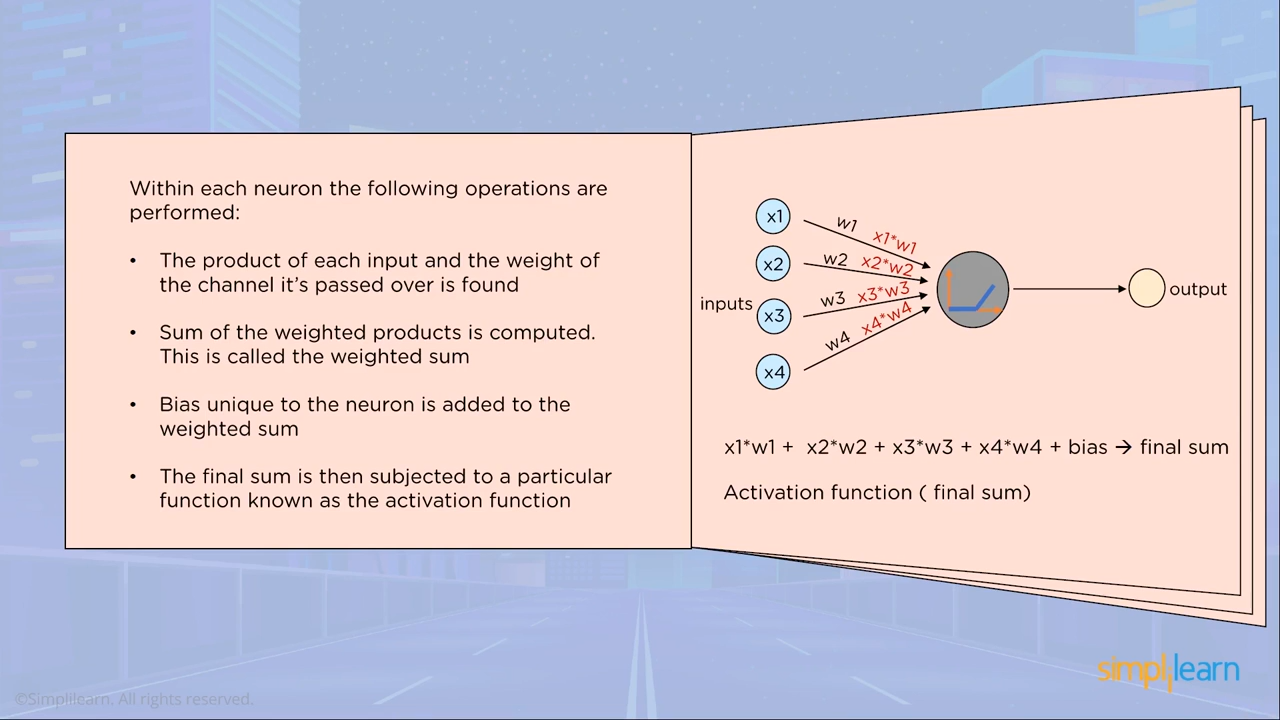 Within each neuron the following operations are
performed:
• The product of each input and the weight of
the channel it's passed over is found
• Sum of the weighted products is computed.
This is called the weighted sum
• Bias unique to the neuron is added to the
weighted sum
• The final sum is then subjected to a particular
function known as the activation function
inputs
x1
x2
x3
x4
w1 x1*w1
w2 x2*w2
w3 x3*w3
w4 x4*w4
output
x1*w1 + x2*w2 + x3*w3 + x4*w4 + bias → final sum
Activation function ( final sum)
simplilearn
©Simplilearn. All rights reserved.